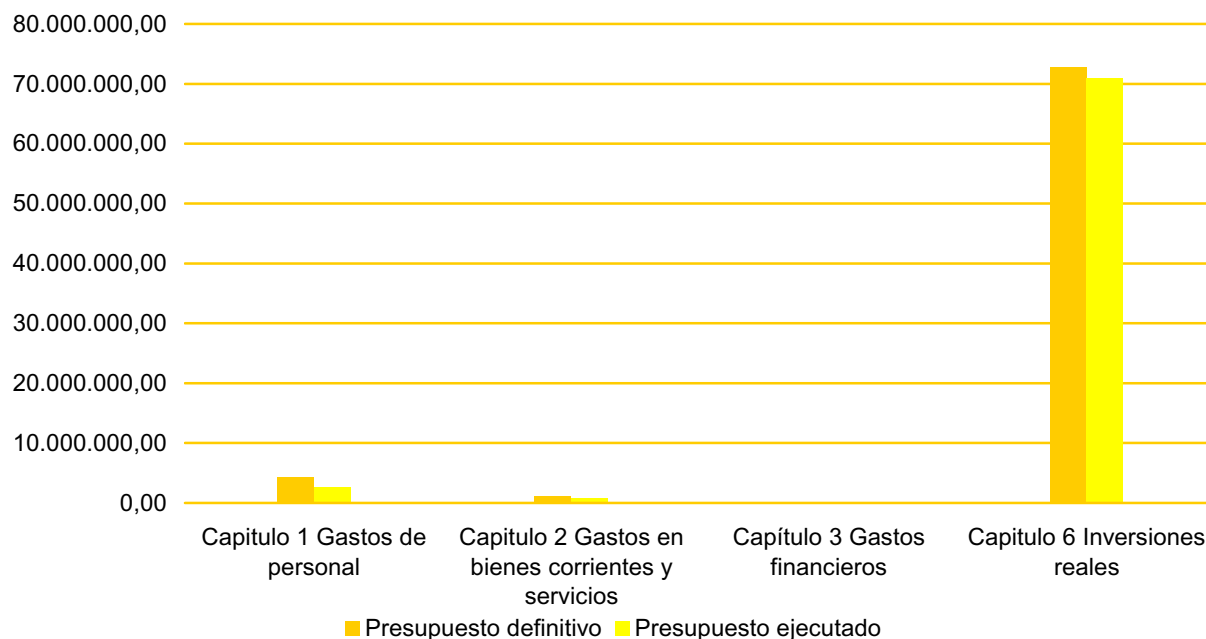 80.000.000,00
70.000.000,00
60.000.000,00
50.000.000,00
40.000.000,00
30.000.000,00
20.000.000,00
10.000.000,00
0,00
Capitulo 1 Gastos de
personal
Capitulo 2 Gastos en
bienes corrientes y
servicios
Capítulo 3 Gastos
financieros
Capitulo 6 Inversiones
reales
Presupuesto definitivo
Presupuesto ejecutado